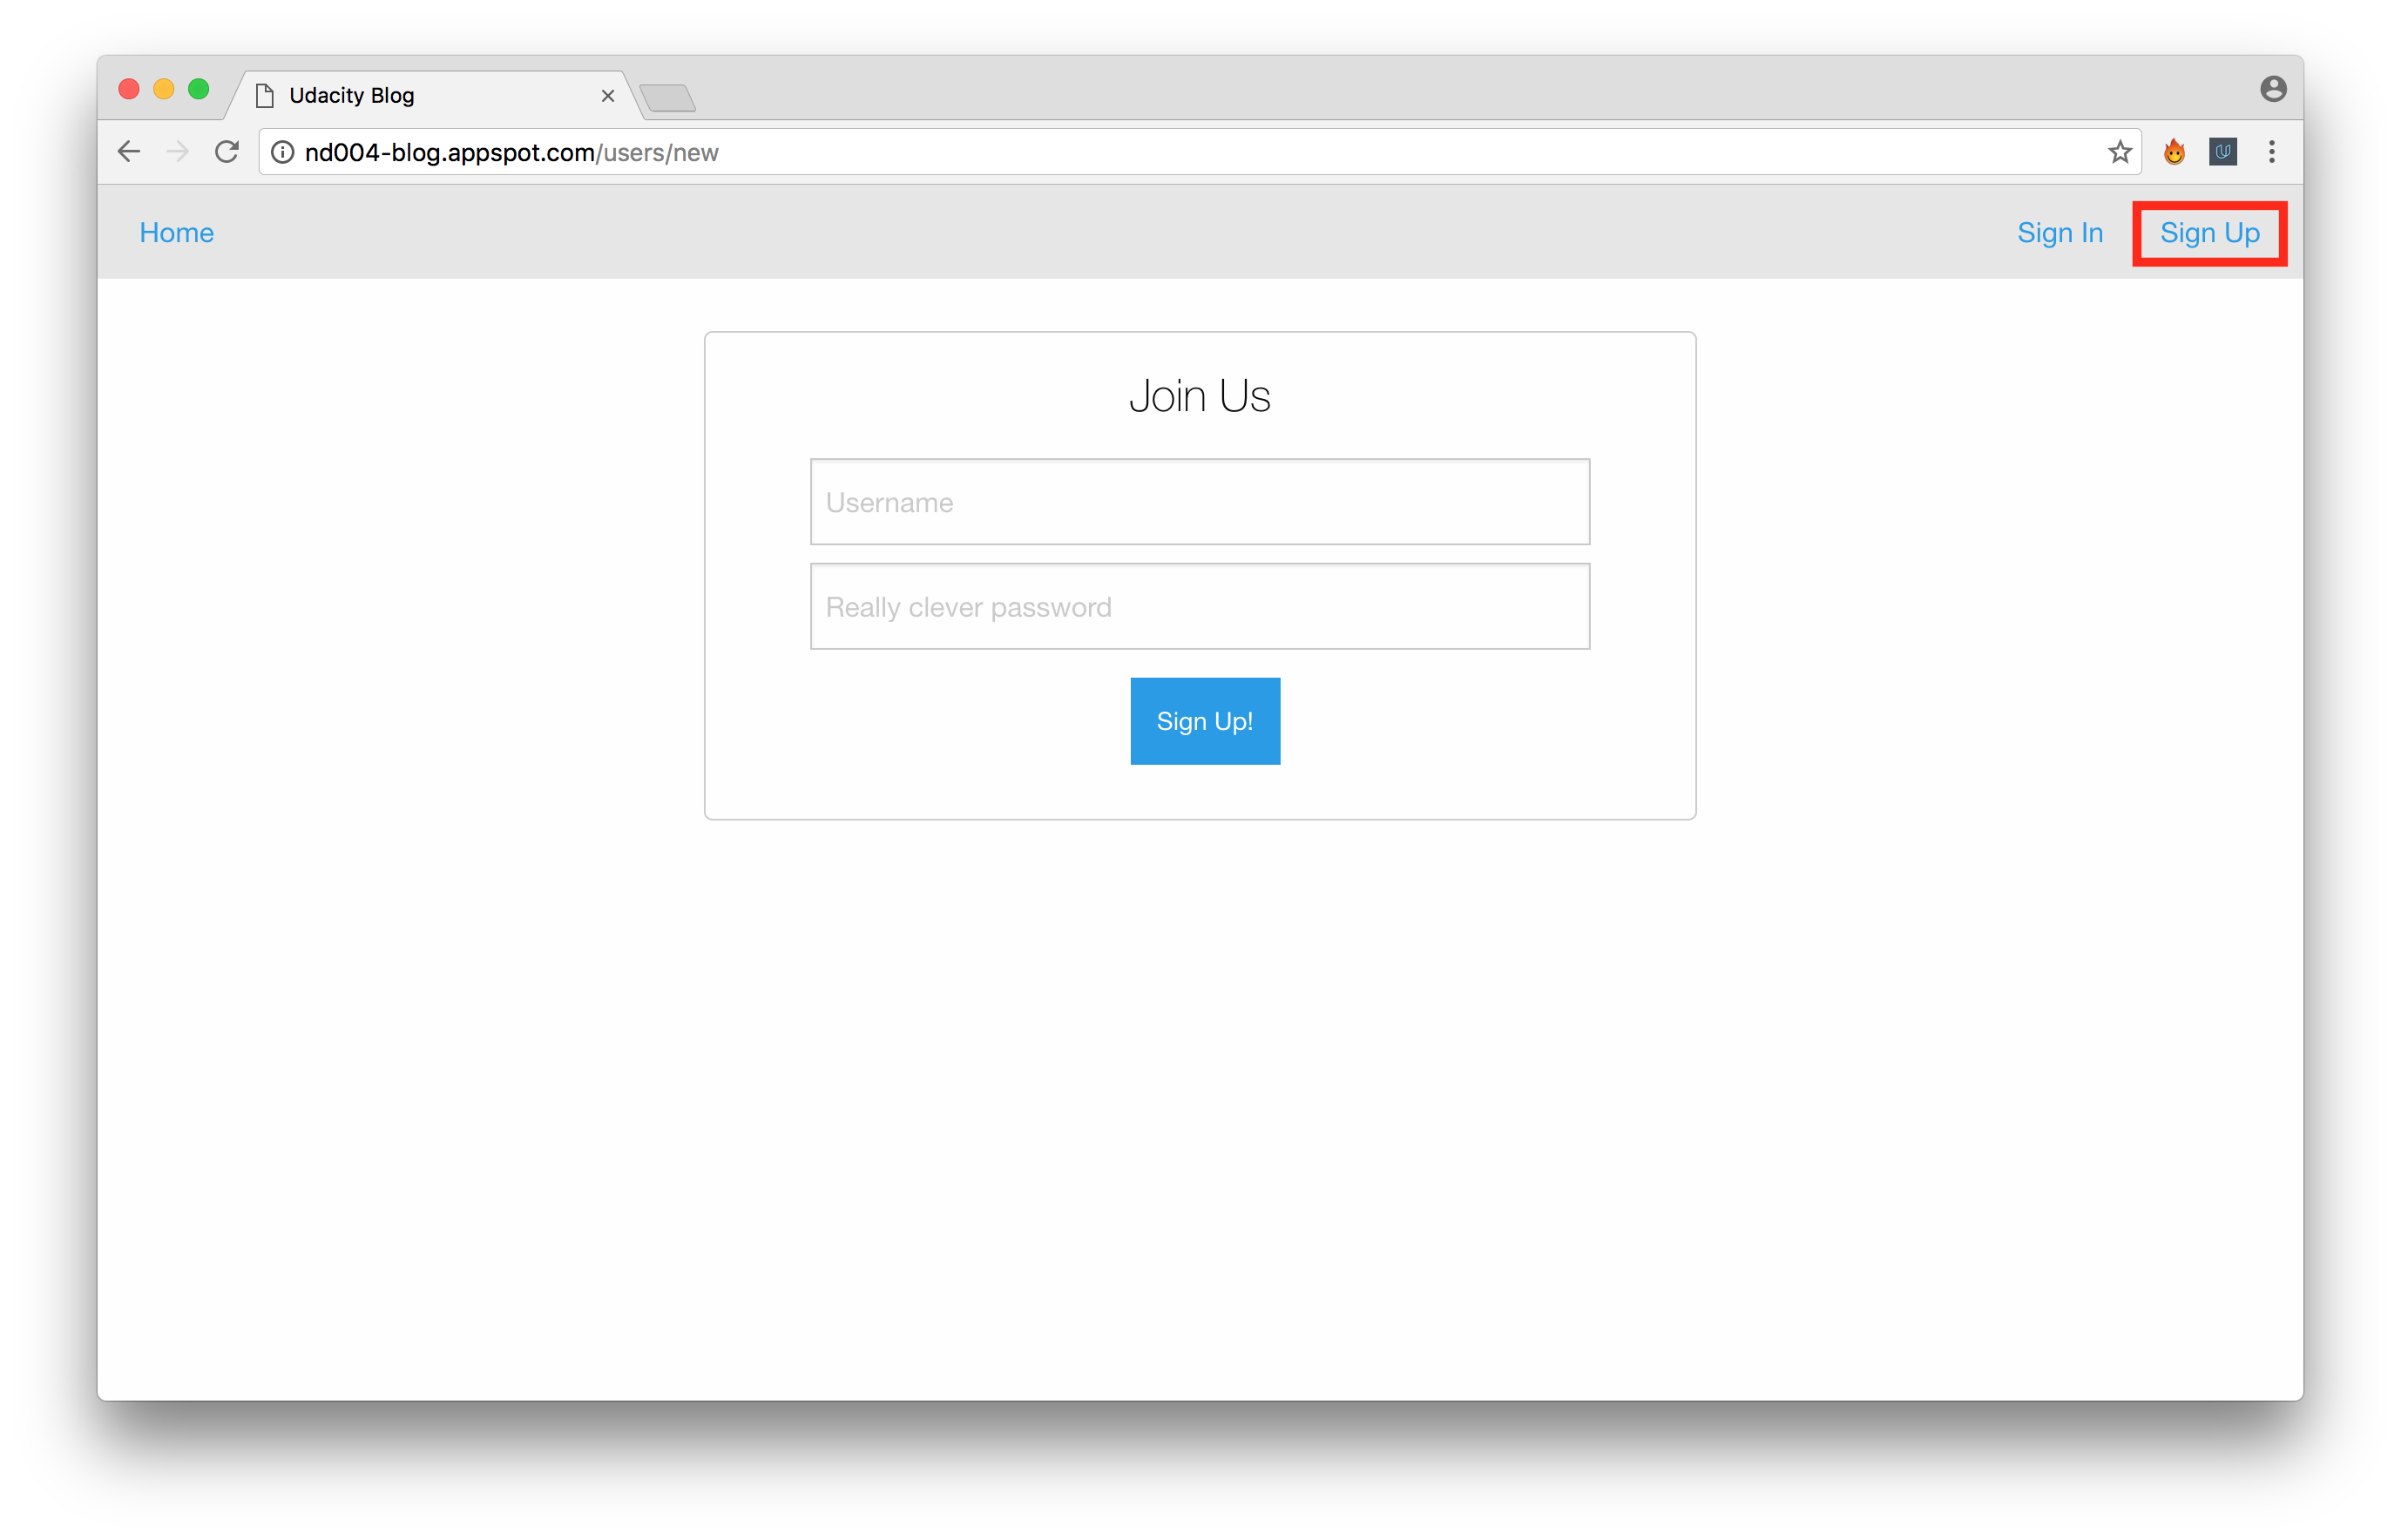 Udacity Blog
nd004-blog.appspot.com/users/new
Home
Sign In
Sign Up
Join Us
Username
Really clever password
Sign Up!